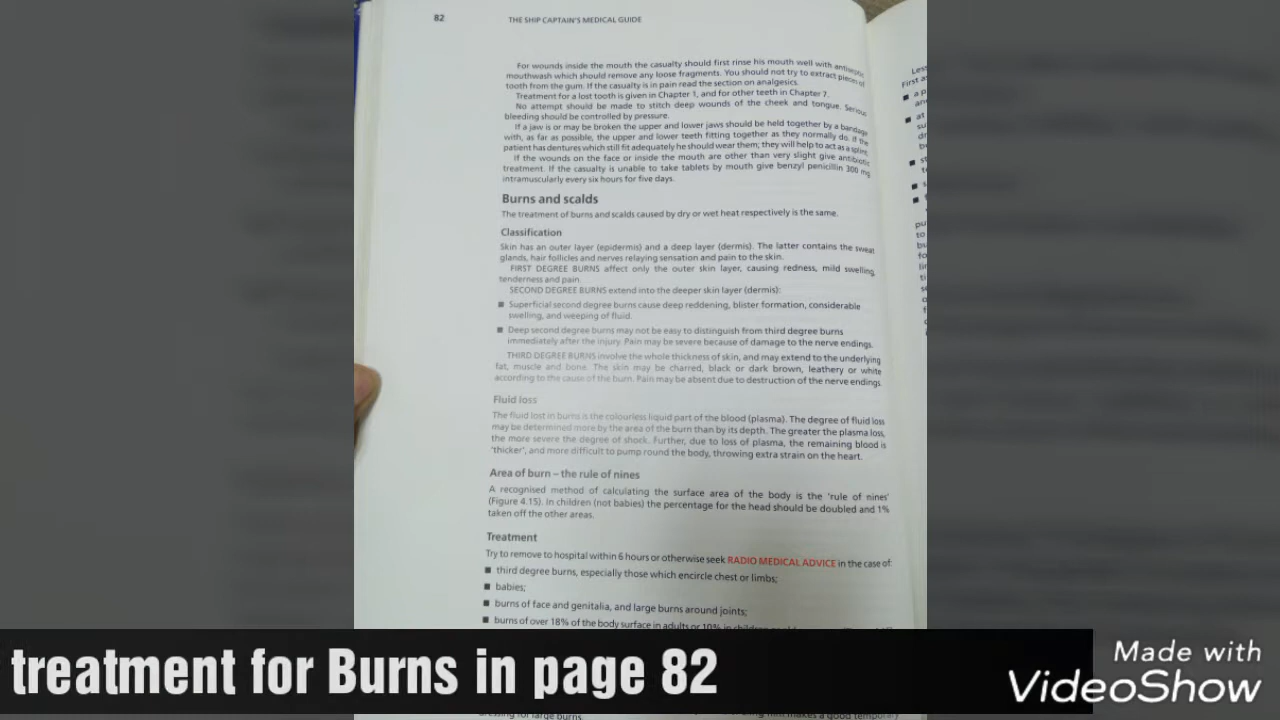 82 THE SHIP CAPTAIN'S MEDICAL GUIDE
For wounds inside the mouth the casualty should first rinse his mouth well with antiseptic
mouthwash which should remove any loose fragments. You should not try to extract pieces of
tooth from the gum. If the casualty is in pain read the section on analgesics.
Treatment for a lost tooth is given in Chapter 1, and for other teeth in Chapter 7.
No attempt should be made to stitch deep wounds of the cheek and tongue. Serious
bleeding should be controlled by pressure.
If a jaw is or may be broken the upper and lower jaws should be held together by a bandage
with, as far as possible, the upper and lower teeth fitting together as they normally do. If the
patient has dentures which still fit adequately he should wear them; they will help to act as a splint.
If the wounds on the face or inside the mouth are other than very slight give antibiotic
treatment. If the casualty is unable to take tablets by mouth give benzyl penicillin 300 mg
intramuscularly every six hours for five days.
Burns and scalds
The treatment of burns and scalds caused by dry or wet heat respectively is the same.
Classification
Skin has an outer layer (epidermis) and a deep layer (dermis). The latter contains the sweat
glands, hair follicles and nerves relaying sensation and pain to the skin.
FIRST DEGREE BURNS affect only the outer skin layer, causing redness, mild swelling,
tenderness and pain.
SECOND DEGREE BURNS extend into the deeper skin layer (dermis):
■ Superficial second degree burns cause deep reddening, blister formation, considerable
swelling, and weeping of fluid.
■ Deep second degree burns may not be easy to distinguish from third degree burns
immediately after the injury. Pain may be severe because of damage to the nerve endings.
THIRD DEGREE BURNS involve the whole thickness of skin, and may extend to the underlying
fat, muscle and bone. The skin may be charred, black or dark brown, leathery or white
according to the cause of the burn. Pain may be absent due to destruction of the nerve endings.
Fluid loss
The fluid lost in burns is the colourless liquid part of the blood (plasma). The degree of fluid loss
may be determined more by the area of the burn than by its depth. The greater the plasma loss,
the more severe the degree of shock. Further, due to loss of plasma, the remaining blood is
'thicker', and more difficult to pump round the body, throwing extra strain on the heart.
Area of burn – the rule of nines
A recognised method of calculating the surface area of the body is the 'rule of nines'
(Figure 4.15). In children (not babies) the percentage for the head should be doubled and 1%
taken off the other areas.
Treatment
Try to remove to hospital within 6 hours or otherwise seek RADIO MEDICAL ADVICE in the case of:
■ third degree burns, especially those which encircle chest or limbs;
■ babies;
■ burns of face and genitalia, and large burns around joints;
■ burns of over 18% of the body surface in adults or 10% in children
treatment for Burns in page 82
Made with
VideoShow
dressing for large burns.
makes a good temporary